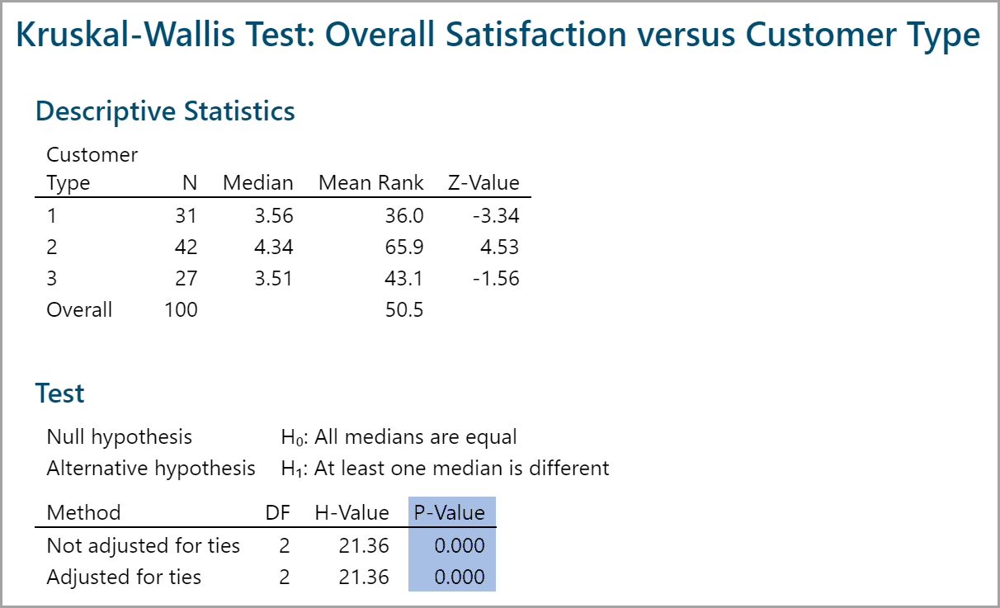 Kruskal-Wallis Test: Overall Satisfaction versus Customer Type
Descriptive Statistics
Customer
Type N Median Mean Rank Z-Value
1 31 3.56 36.0 -3.34
2 42 4.34 65.9 4.53
3 27 3.51 43.1 -1.56
Overall 100 50.5
Test
Null hypothesis H₀: All medians are equal
Alternative hypothesis H₁: At least one median is different
Method DF H-Value P-Value
Not adjusted for ties 2 21.36 0.000
Adjusted for ties 2 21.36 0.000